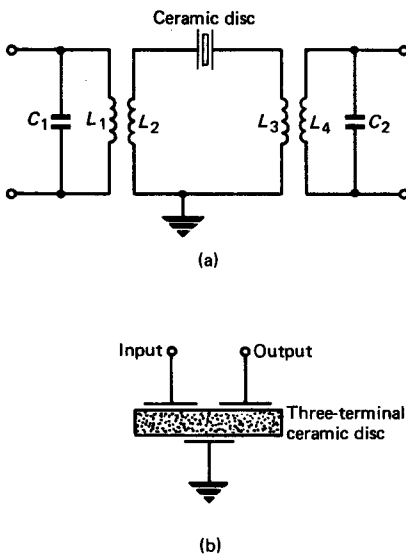 Ceramic disc
C1 L1 L2 L3 L4 C2
(a)
Input Output
Three-terminal
ceramic disc
(b)